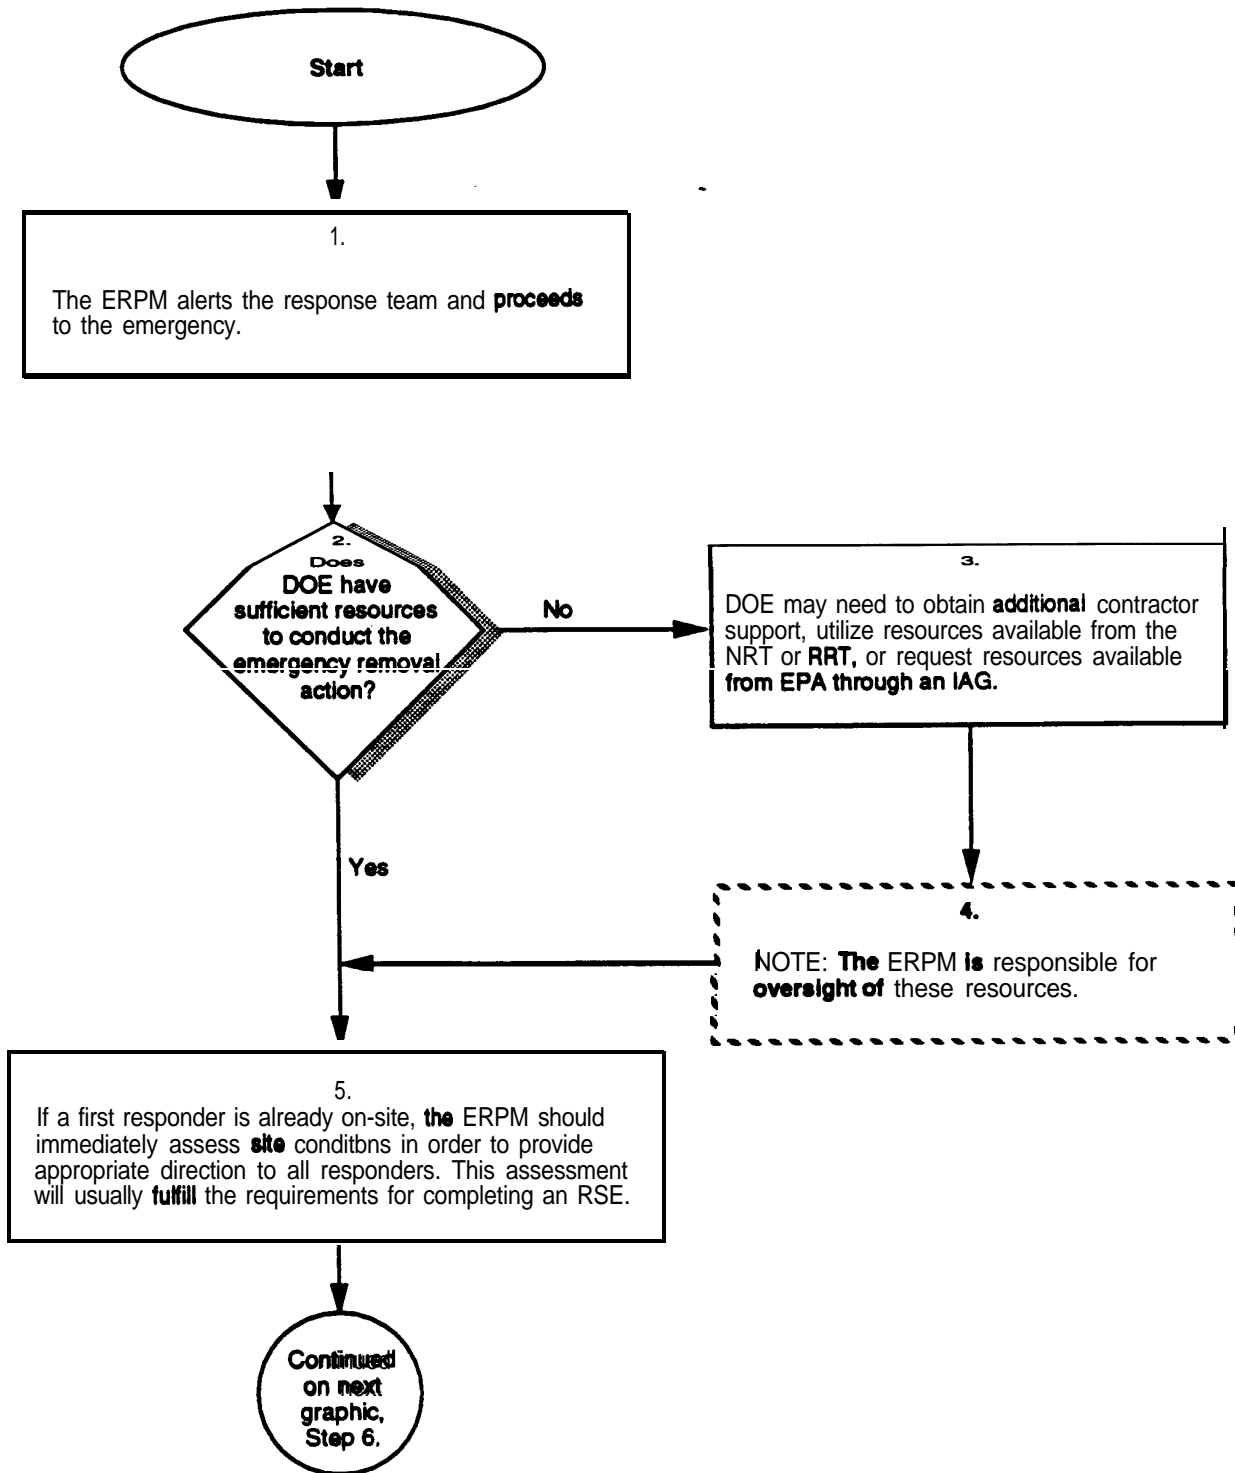 Start
1.
The ERPM alerts the response team and proceeds
to the emergency.
2.
Does
DOE have
sufficient resources
to conduct the
emergency removal
action?
No
3.
DOE may need to obtain additional contractor
support, utilize resources available from the
NRT or RRT, or request resources available
from EPA through an IAG.
Yes
4.
NOTE: The ERPM is responsible for
oversight of these resources.
5.
If a first responder is already on-site, the ERPM should
immediately assess site conditbns in order to provide
appropriate direction to all responders. This assessment
will usually fulfill the requirements for completing an RSE.
Continued
on next
graphic,
Step 6.